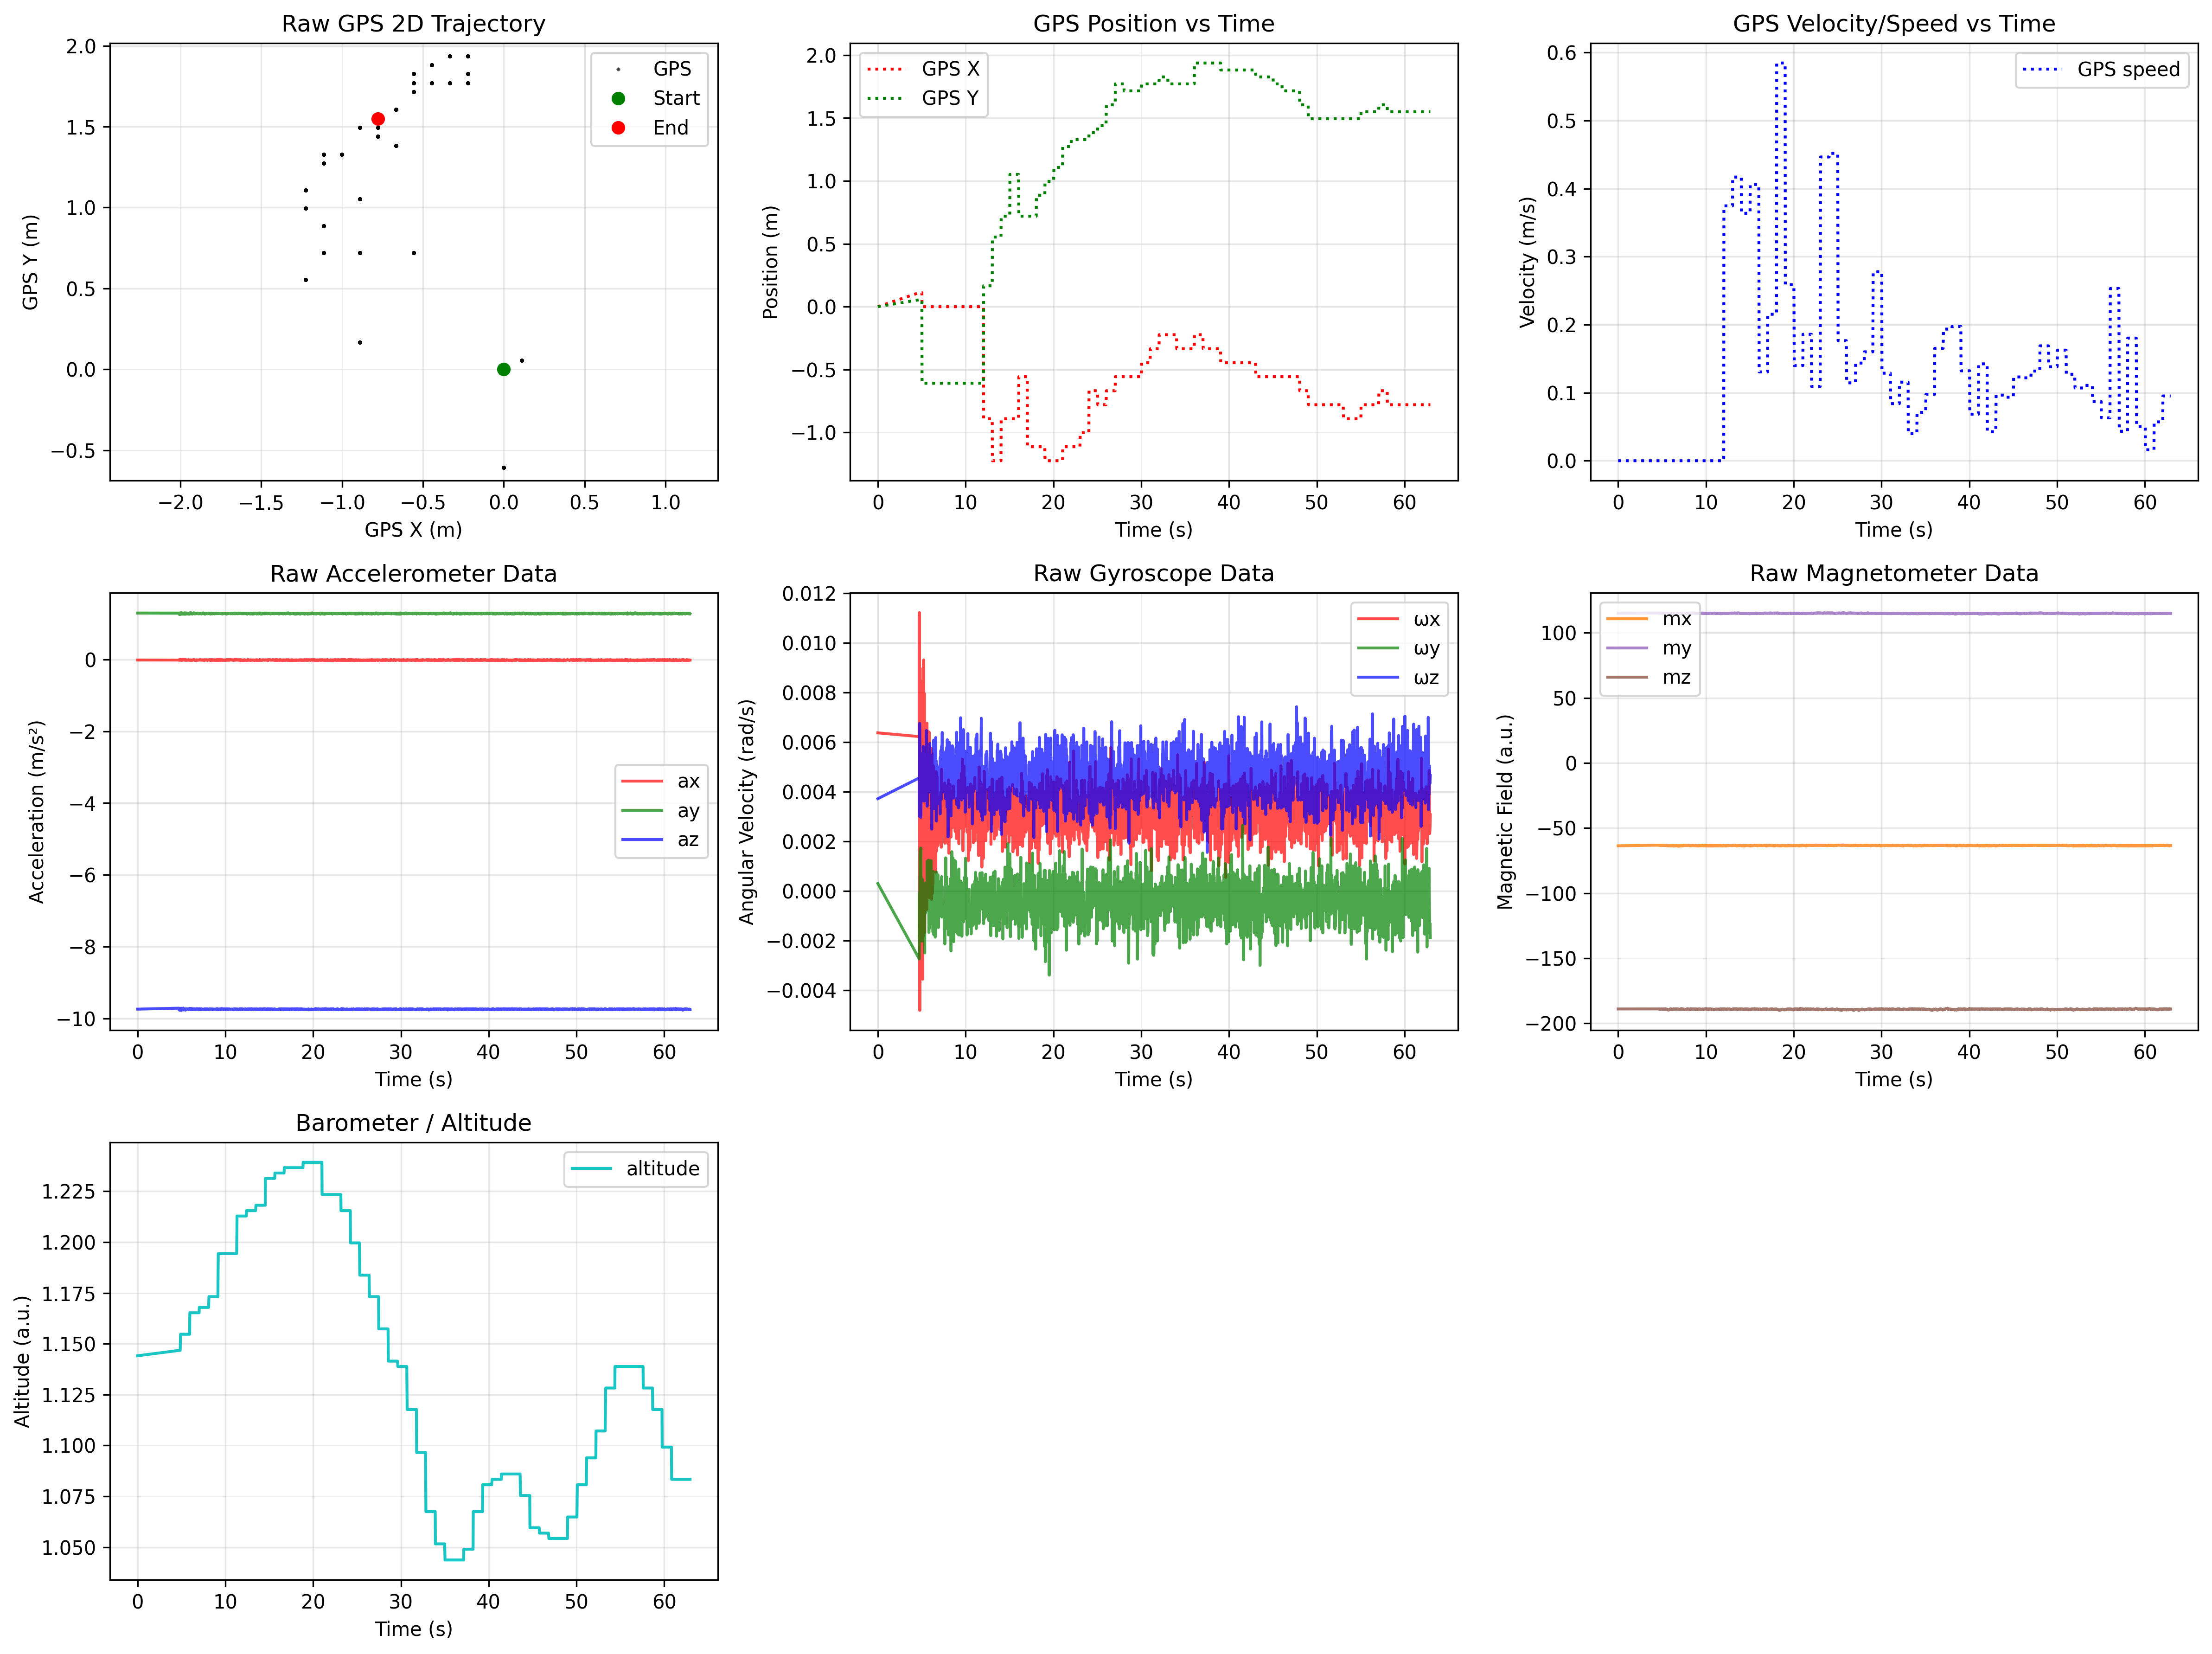 Raw GPS 2D Trajectory
2.0
1.5
1.0
0.5
0.0
−0.5
GPS Y (m)
GPS
Start
End
−2.0 −1.5 −1.0 −0.5 0.0 0.5 1.0
GPS X (m)
GPS Position vs Time
2.0
1.5
1.0
0.5
0.0
−0.5
−1.0
Position (m)
GPS X
GPS Y
0 10 20 30 40 50 60
Time (s)
GPS Velocity/Speed vs Time
0.6
0.5
0.4
0.3
0.2
0.1
0.0
Velocity (m/s)
GPS speed
0 10 20 30 40 50 60
Time (s)
Raw Accelerometer Data
0
−2
−4
−6
−8
−10
Acceleration (m/s²)
ax
ay
az
0 10 20 30 40 50 60
Time (s)
Raw Gyroscope Data
0.012
0.010
0.008
0.006
0.004
0.002
0.000
−0.002
−0.004
Angular Velocity (rad/s)
ωx
ωy
ωz
0 10 20 30 40 50 60
Time (s)
Raw Magnetometer Data
100
50
0
−50
−100
−150
−200
Magnetic Field (a.u.)
mx
my
mz
0 10 20 30 40 50 60
Time (s)
Barometer / Altitude
1.225
1.200
1.175
1.150
1.125
1.100
1.075
1.050
Altitude (a.u.)
altitude
0 10 20 30 40 50 60
Time (s)